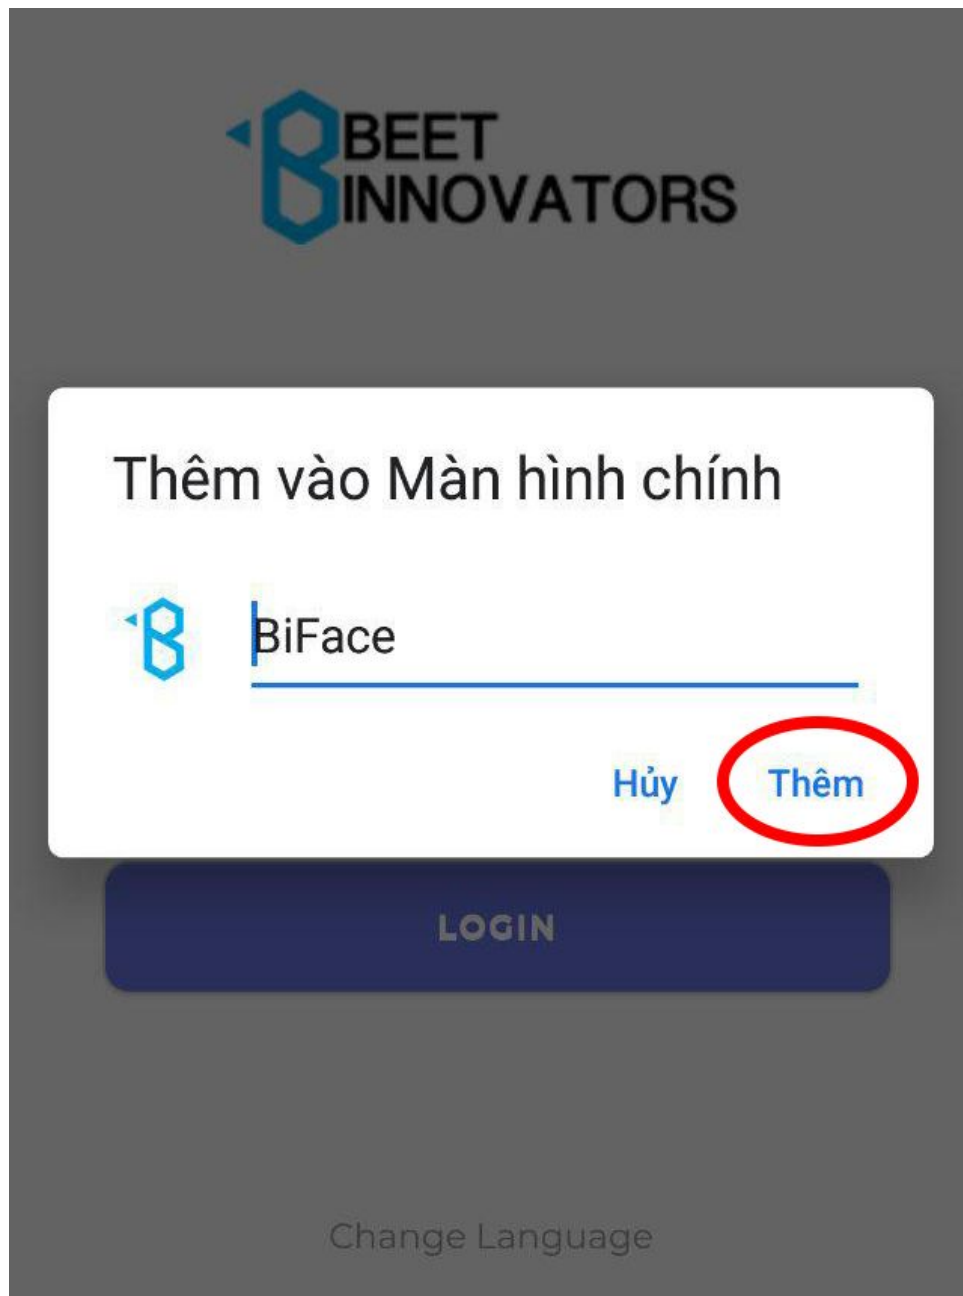 BEET
INNOVATORS
Thêm vào Màn hình chính
BiFace
Hủy Thêm
LOGIN
Change Language